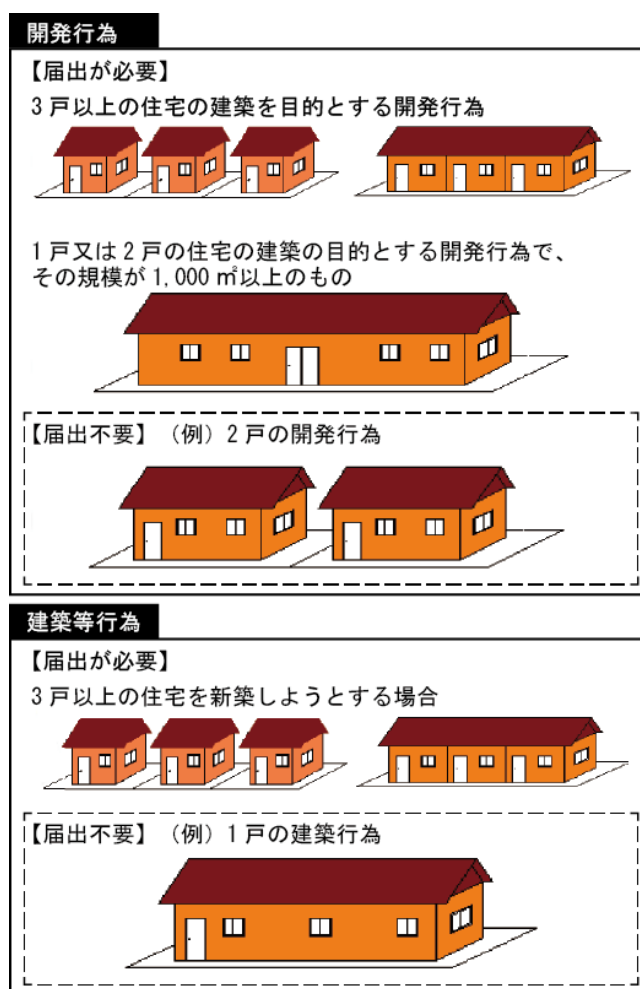 開発行為
【届出が必要】
3戸以上の住宅の建築を目的とする開発行為
1戸又は2戸の住宅の建築の目的とする開発行為で、
その規模が1,000㎡以上のもの
【届出不要】（例）2戸の開発行為
建築等行為
【届出が必要】
3戸以上の住宅を新築しようとする場合
【届出不要】（例）1戸の建築行為